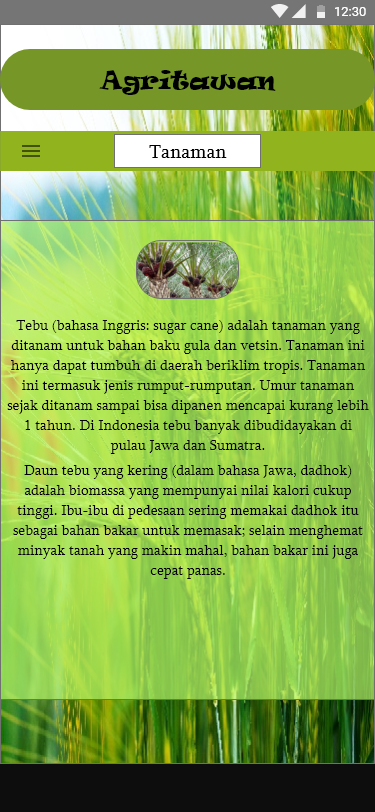 12:30
Agritawan
Tanaman
Tebu (bahasa Inggris: sugar cane) adalah tanaman yang
ditanam untuk bahan baku gula dan vetsin. Tanaman ini
hanya dapat tumbuh di daerah beriklim tropis. Tanaman
ini termasuk jenis rumput-rumputan. Umur tanaman
sejak ditanam sampai bisa dipanen mencapai kurang lebih
1 tahun. Di Indonesia tebu banyak dibudidayakan di
pulau Jawa dan Sumatra.
Daun tebu yang kering (dalam bahasa Jawa, dadhok)
adalah biomassa yang mempunyai nilai kalori cukup
tinggi. Ibu-ibu di pedesaan sering memakai dadhok itu
sebagai bahan bakar untuk memasak; selain menghemat
minyak tanah yang makin mahal, bahan bakar ini juga
cepat panas.